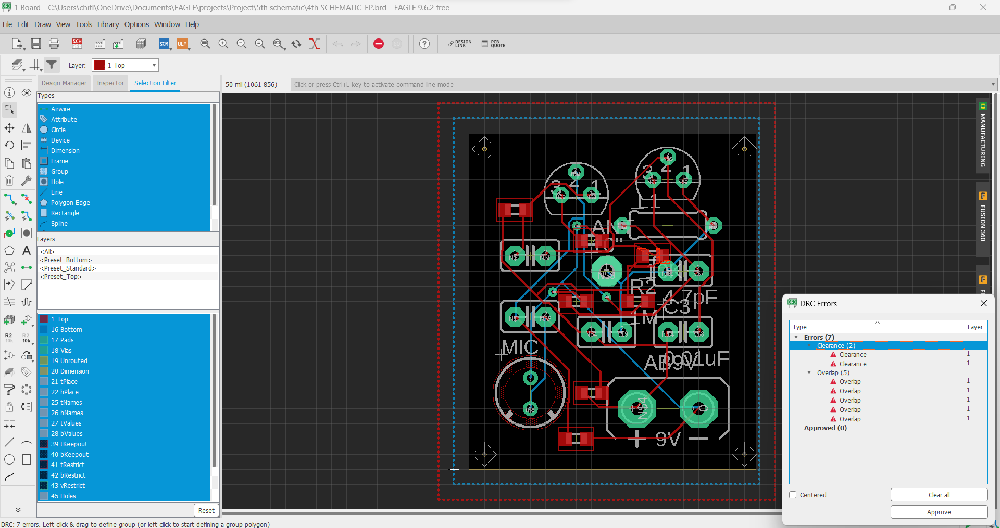 1 Board - C:\Users\chitl\OneDrive\Documents\EAGLE\projects\Project\5th schematic\4th SCHEMATIC_EP.brd - EAGLE 9.6.2 free
File Edit Draw View Tools Library Options Window Help
SCH BRD SCR ULP GO DESIGN LINK PCB QUOTE
Layer: 1 Top
Design Manager Inspector Selection Filter
50 mil (1061 856) Click or press Ctrl+L key to activate command line mode
Types
Airwire
Attribute
Circle
Device
Dimension
Frame
Group
Hole
Line
Polygon Edge
Rectangle
Spline
Layers
<All>
<Preset_Bottom>
<Preset_Standard>
<Preset_Top>
1 Top
16 Bottom
17 Pads
18 Vias
19 Unrouted
20 Dimension
21 tPlace
22 bPlace
25 tNames
26 bNames
27 tValues
28 bValues
39 tKeepout
40 bKeepout
41 tRestrict
42 bRestrict
43 vRestrict
45 Holes
Reset
R2 10k
R2 10k
3 2 1
3 2 1
L1
R2
4.7pF
C3
1M
MIC
AB9V
0.01uF
N$4
+ 9V -
MANUFACTURING
FUSION 360
DRC Errors
Type Layer
Errors (7)
Clearance (2)
Clearance 1
Clearance 1
Overlap (5)
Overlap 1
Overlap 1
Overlap 1
Overlap 1
Overlap 1
Approved (0)
Centered Clear all
Approve
DRC: 7 errors. Left-click & drag to define group (or left-click to start defining a group polygon)